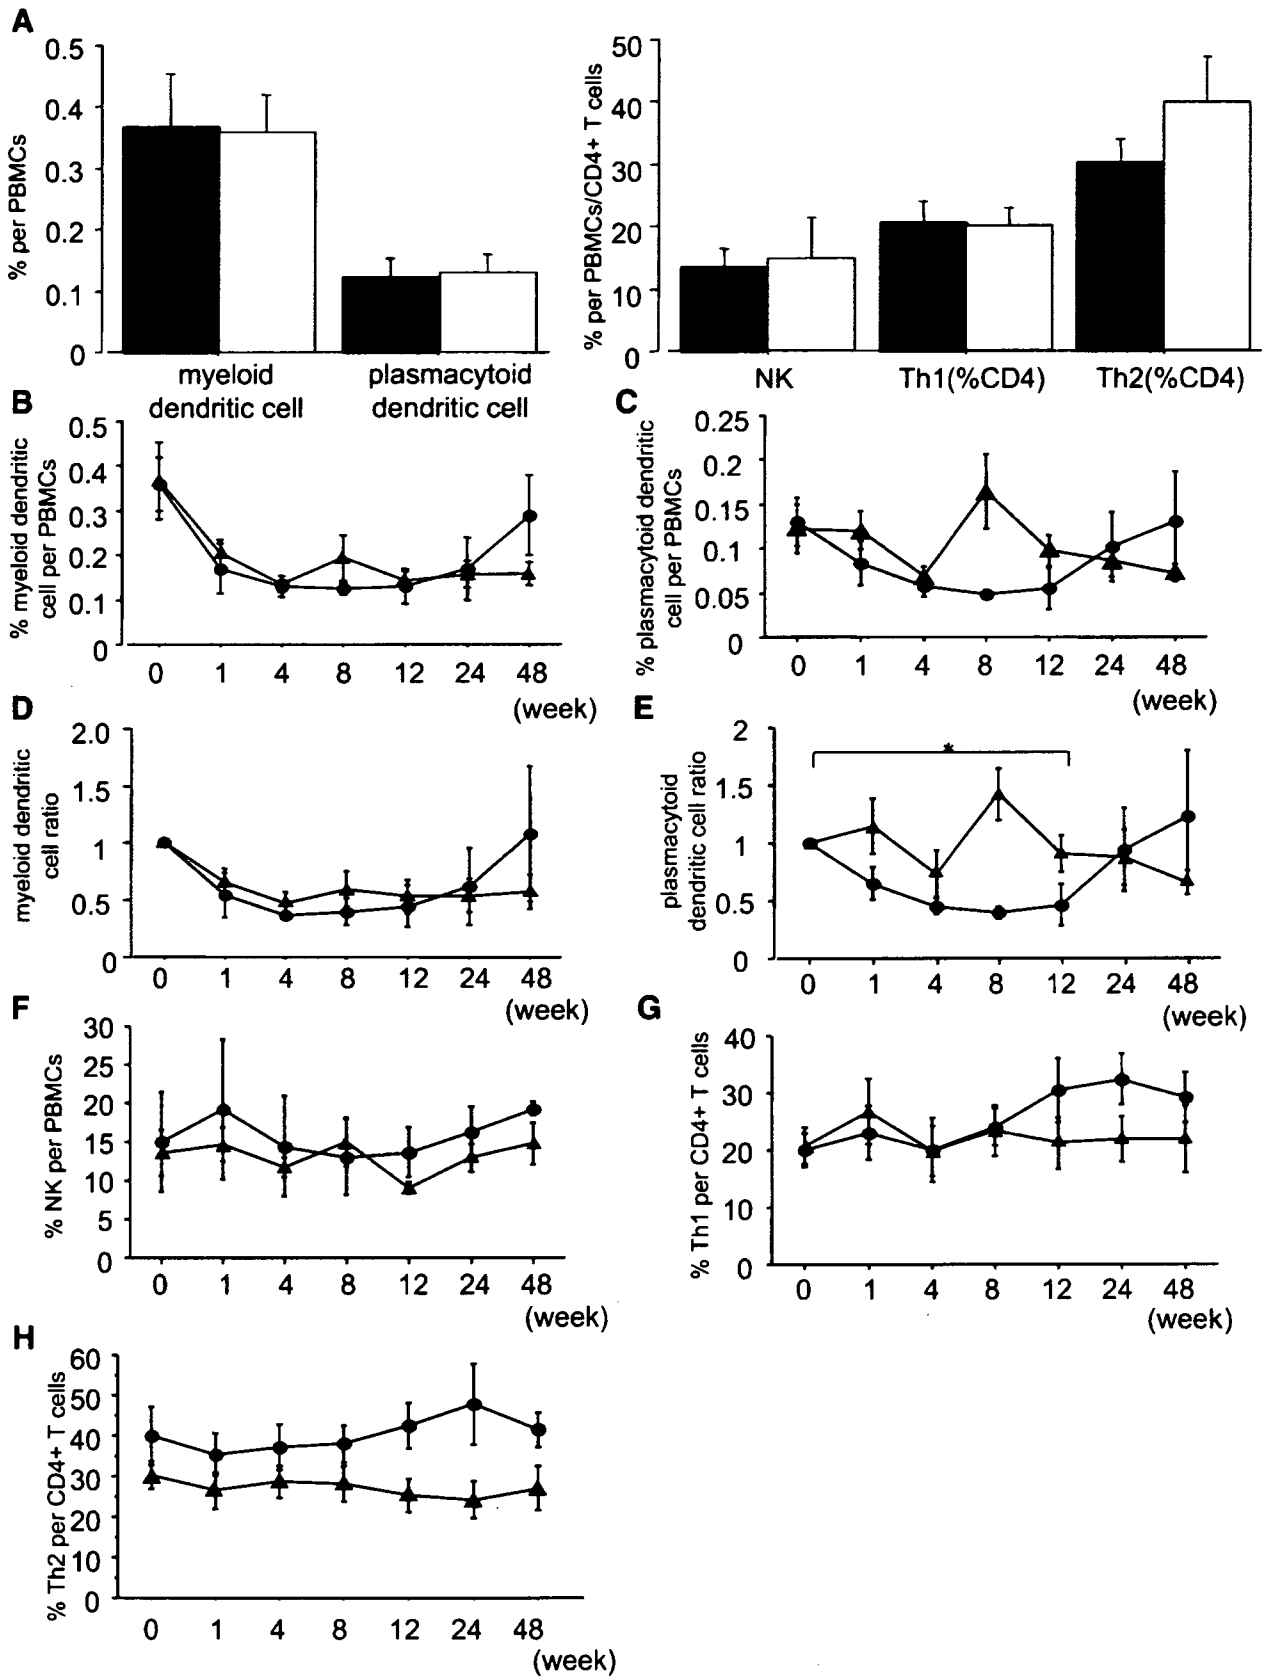 A
0.5
0.4
0.3
0.2
0.1
0
% per PBMCs
myeloid
dendritic cell
plasmacytoid
dendritic cell
50
40
30
20
10
0
% per PBMCs/CD4+ T cells
NK
Th1(%CD4)
Th2(%CD4)
B
0.5
0.4
0.3
0.2
0.1
0
% myeloid dendritic
cell per PBMCs
0 1 4 8 12 24 48
(week)
C
0.25
0.2
0.15
0.1
0.05
0
% plasmacytoid dendritic
cell per PBMCs
0 1 4 8 12 24 48
(week)
D
2.0
1.5
1
0.5
0
myeloid dendritic
cell ratio
0 1 4 8 12 24 48
(week)
E
2
1.5
1
0.5
0
plasmacytoid
dendritic cell ratio
*
0 1 4 8 12 24 48
(week)
F
30
25
20
15
10
5
0
% NK per PBMCs
0 1 4 8 12 24 48
(week)
G
40
30
20
10
0
% Th1 per CD4+ T cells
0 1 4 8 12 24 48
(week)
H
60
50
40
30
20
10
0
% Th2 per CD4+ T cells
0 1 4 8 12 24 48
(week)